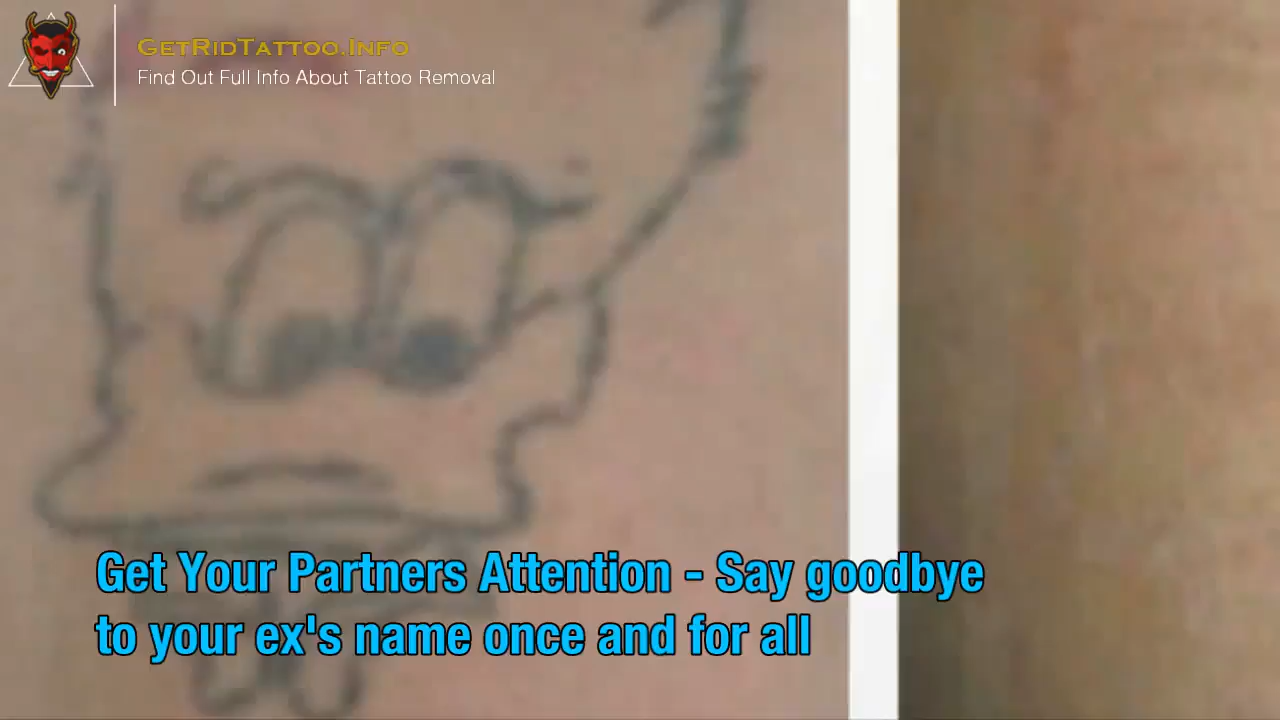 GetRidTattoo.Info
Find Out Full Info About Tattoo Removal
Get Your Partners Attention - Say goodbye
to your ex's name once and for all